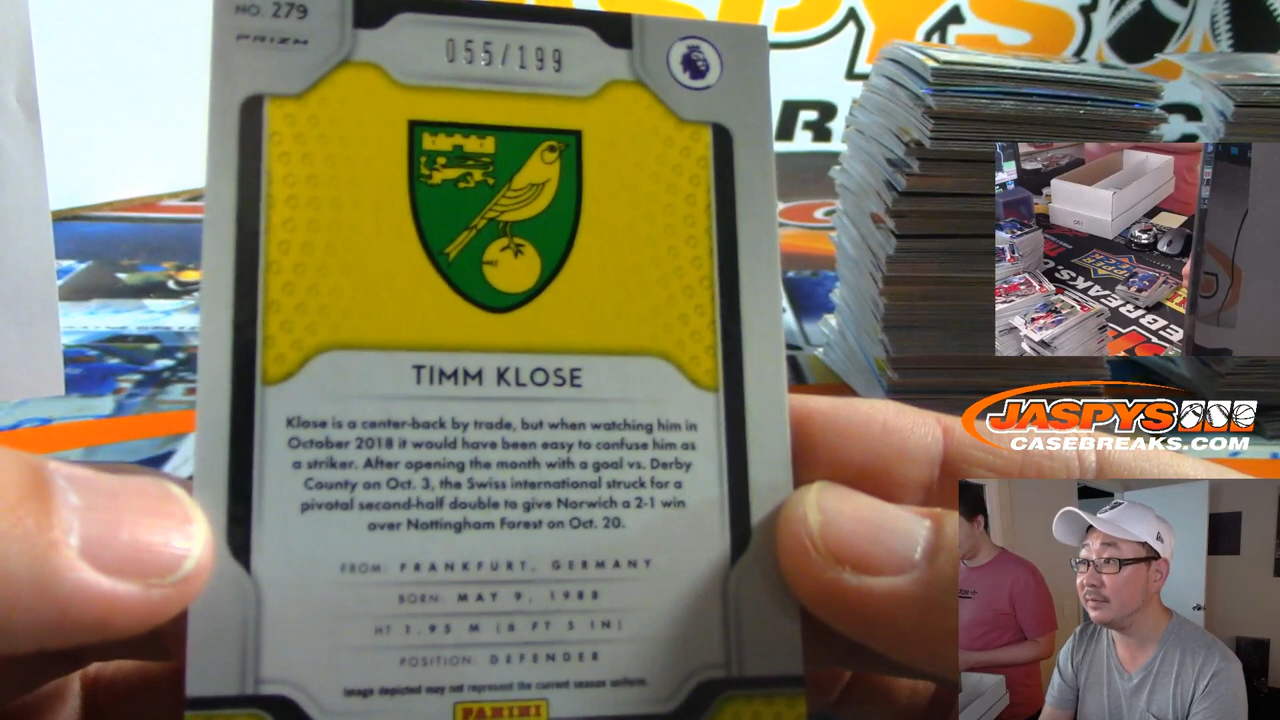 NO. 279
PRIZM
055/199
TIMM KLOSE
Klose is a center-back by trade, but when watching him in
October 2018 it would have been easy to confuse him as
a striker. After opening the month with a goal vs. Derby
County on Oct. 3, the Swiss international struck for a
pivotal second-half double to give Norwich a 2-1 win
over Nottingham Forest on Oct. 20.
FROM: FRANKFURT, GERMANY
BORN: MAY 9, 1988
HT 1.95 M (6 FT 5 IN)
POSITION: DEFENDER
Image depicted may not represent the current season uniform.
PANINI
JASPYS
UPPER DECK
JASPYS
CASEBREAKS.COM